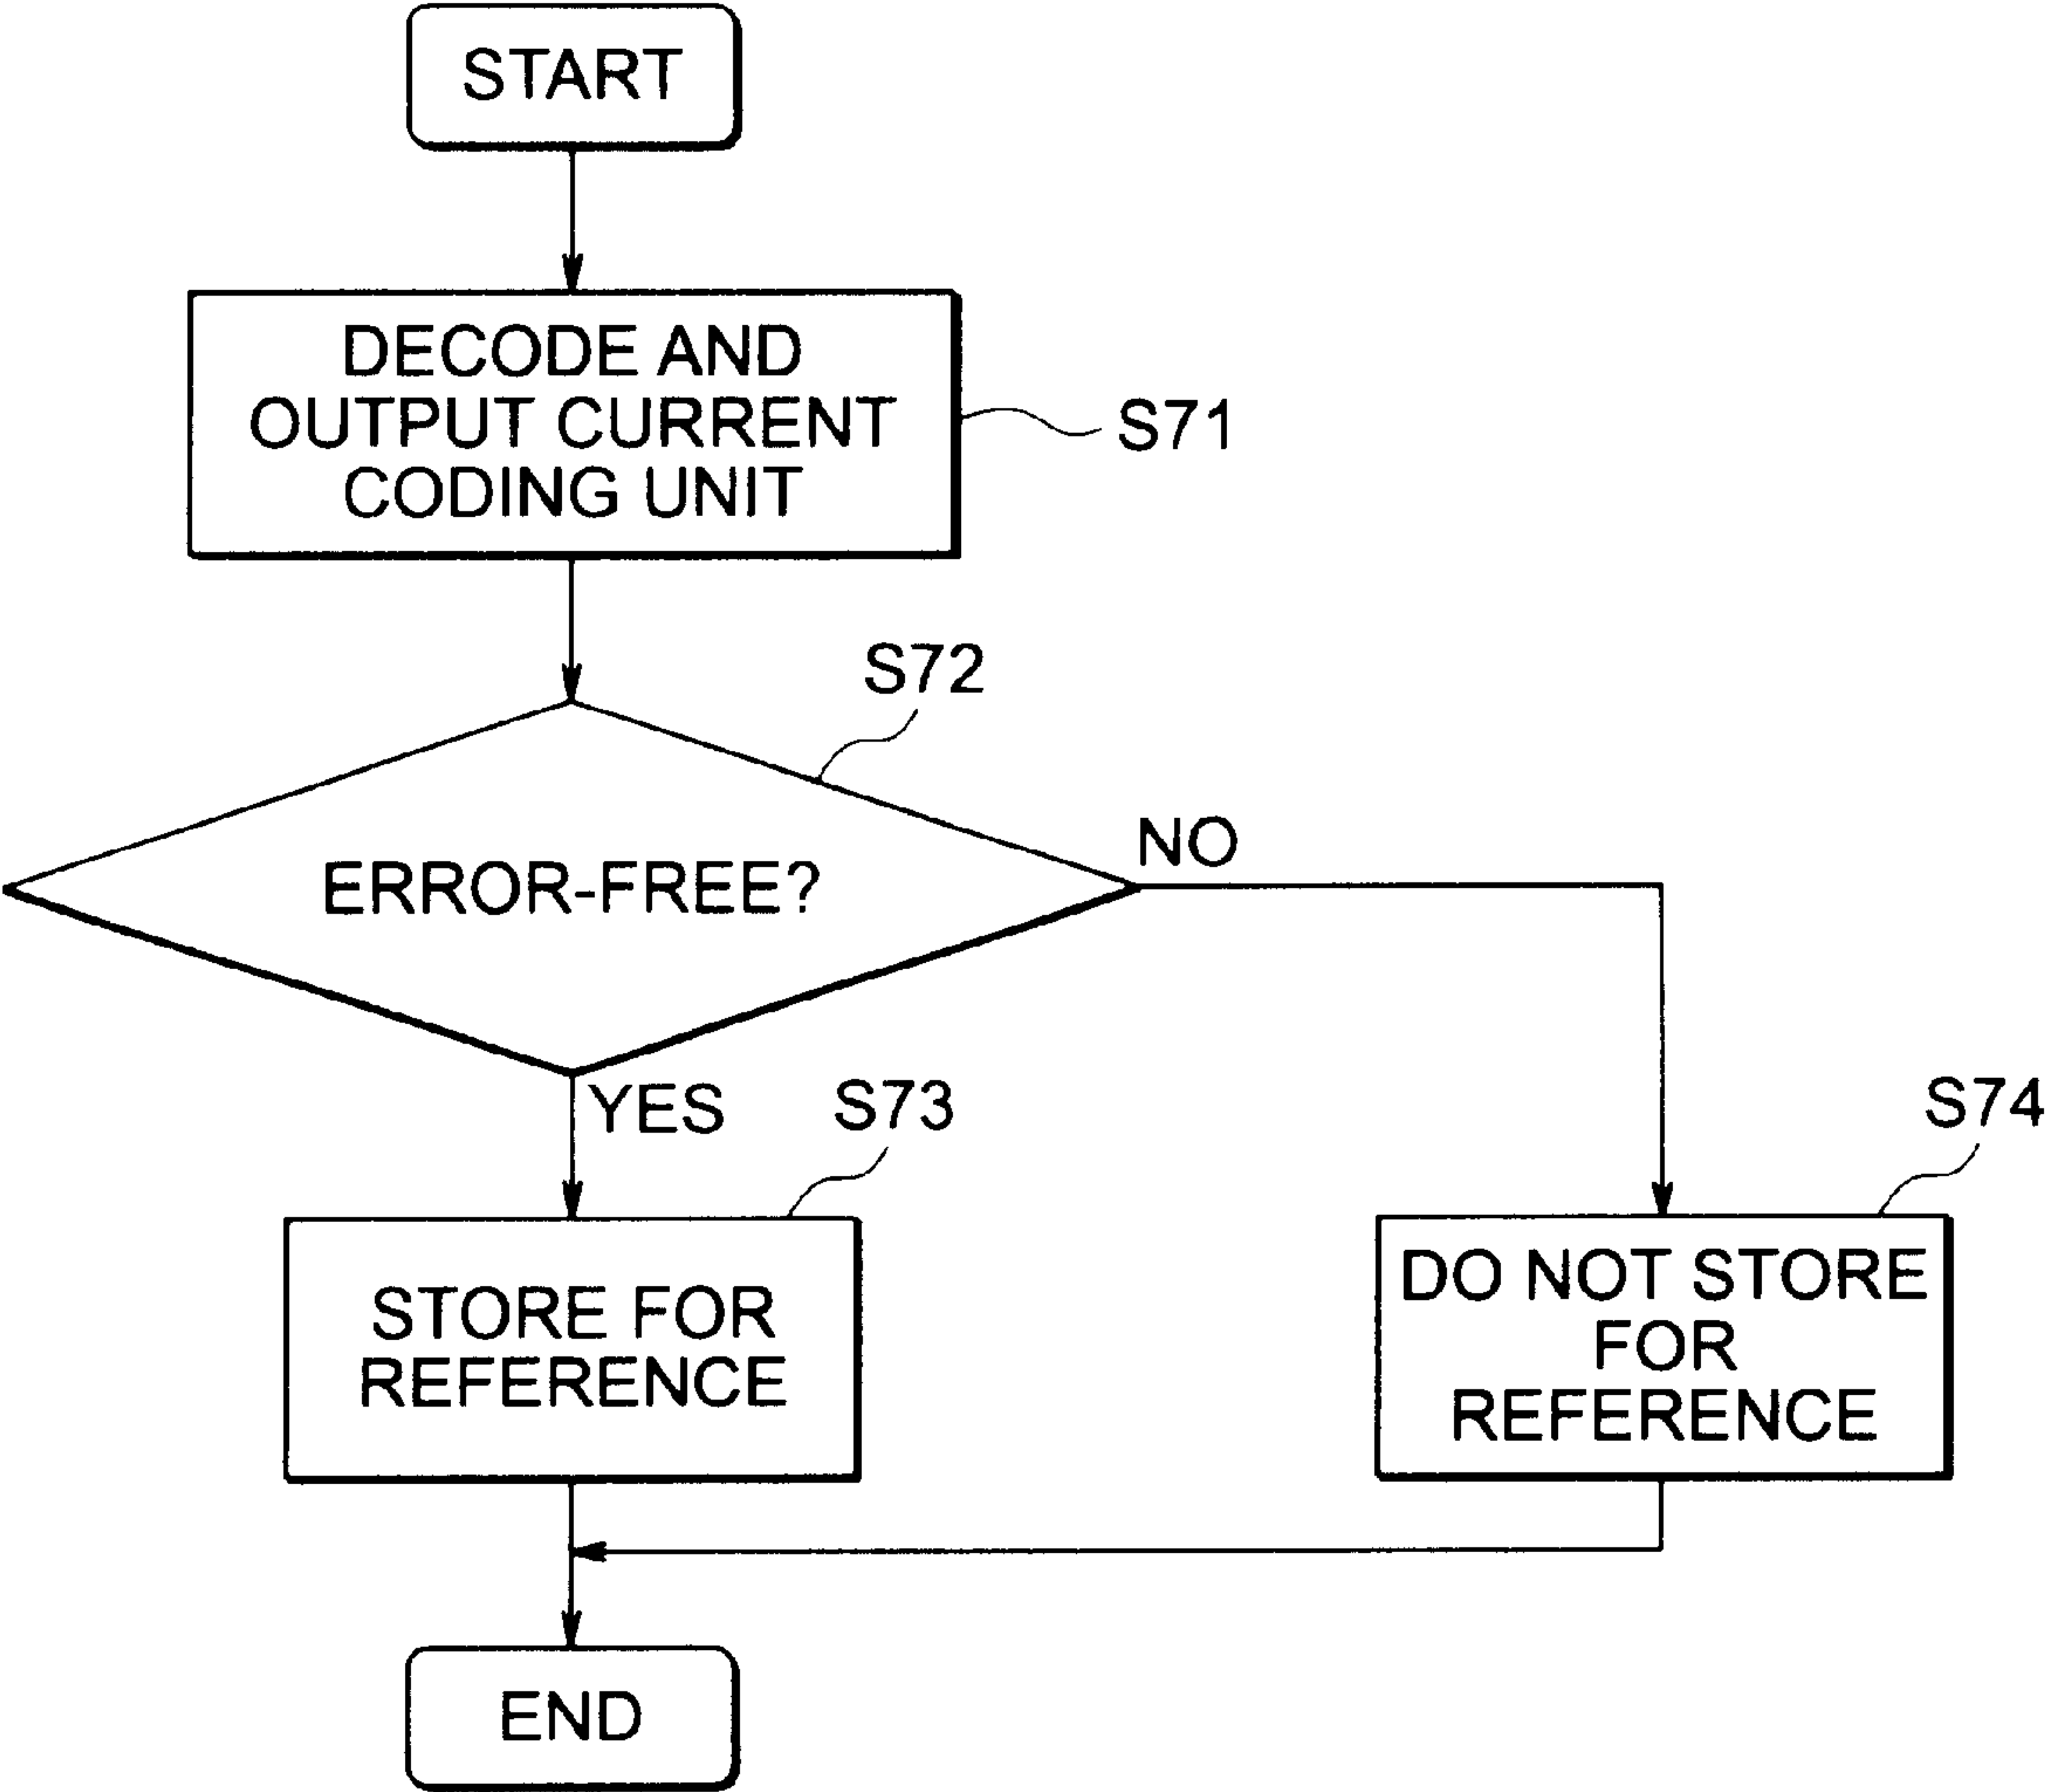 START
DECODE AND
OUTPUT CURRENT
CODING UNIT
S71
S72
ERROR-FREE?
NO
YES
S73
STORE FOR
REFERENCE
S74
DO NOT STORE
FOR
REFERENCE
END